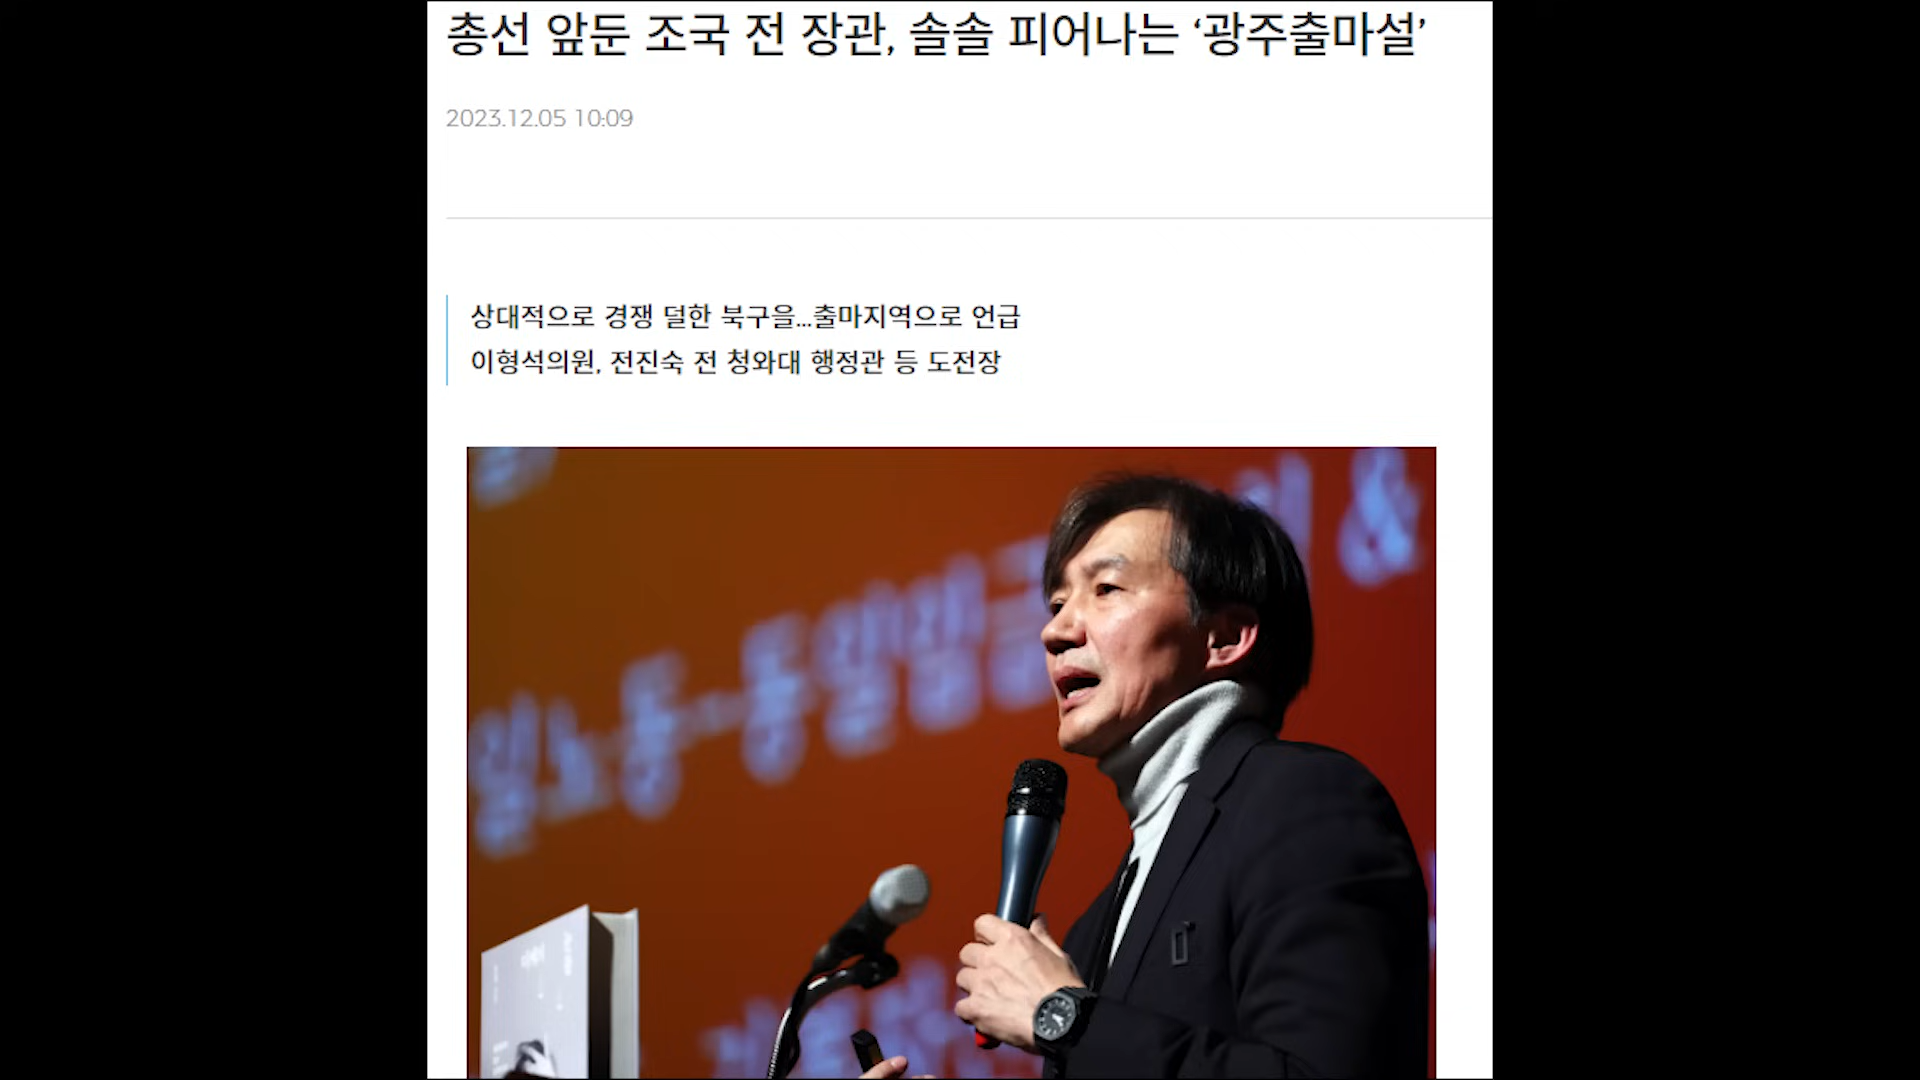 총선 앞둔 조국 전 장관, 솔솔 피어나는 ‘광주출마설’
2023.12.05 10:09
상대적으로 경쟁 덜한 북구을...출마지역으로 언급
이형석의원, 전진숙 전 청와대 행정관 등 도전장
&